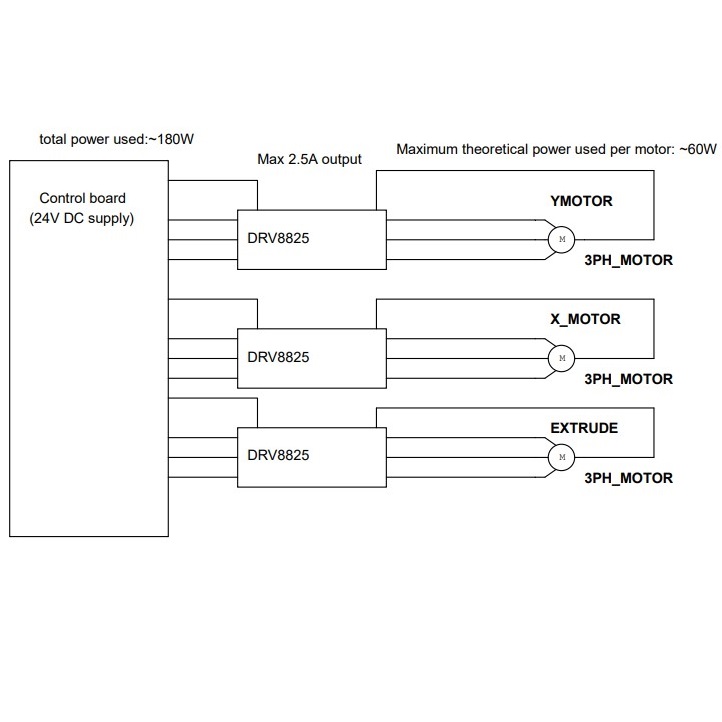 total power used:~180W
Max 2.5A output
Maximum theoretical power used per motor: ~60W
Control board
(24V DC supply)
YMOTOR
DRV8825
M
3PH_MOTOR
X_MOTOR
DRV8825
M
3PH_MOTOR
EXTRUDE
DRV8825
M
3PH_MOTOR